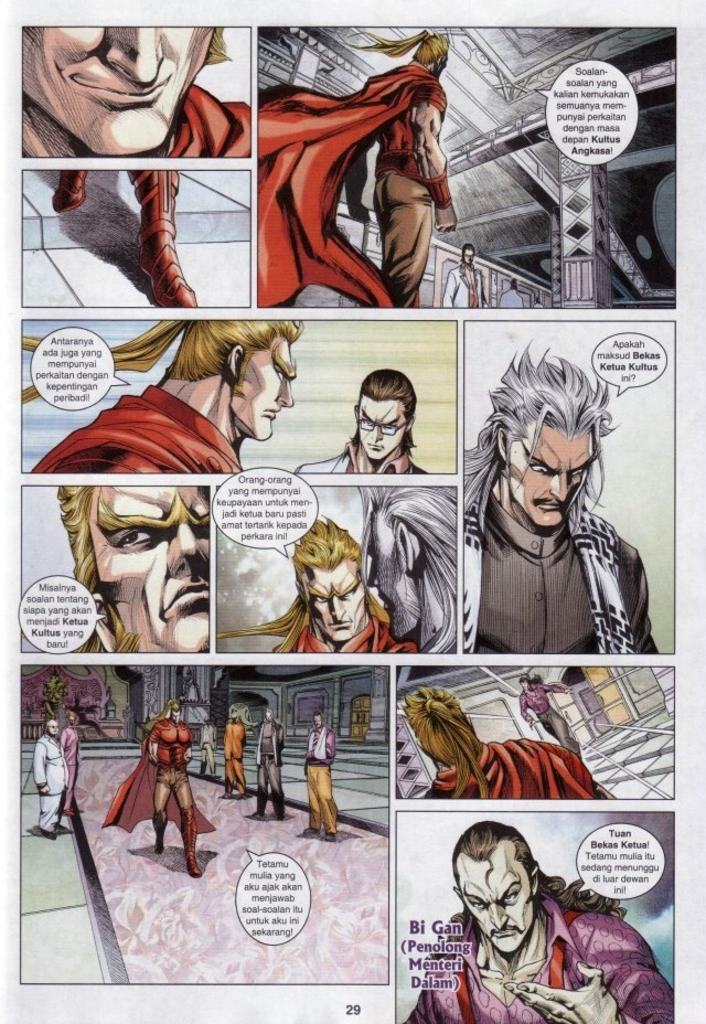 Soalan-
soalan yang
kalian kemukakan
semuanya mem-
punyai perkaitan
dengan masa
depan Kultus
Angkasa!
Antaranya
ada juga yang
mempunyai
perkaitan dengan
kepentingan
peribadi!
Apakah
maksud Bekas
Ketua Kultus
ini?
Misalnya
soalan tentang
siapa yang akan
menjadi Ketua
Kultus yang
baru!
Orang-orang
yang mempunyai
keupayaan untuk men-
jadi ketua baru pasti
amat tertarik kepada
perkara ini!
Tetamu
mulia yang
aku ajak akan
menjawab
soal-soalan itu
untuk aku ini
sekarang!
Tuan
Bekas Ketua!
Tetamu mulia itu
sedang menunggu
di luar dewan
ini!
Bi Gan
(Penolong
Menteri
Dalam)
29